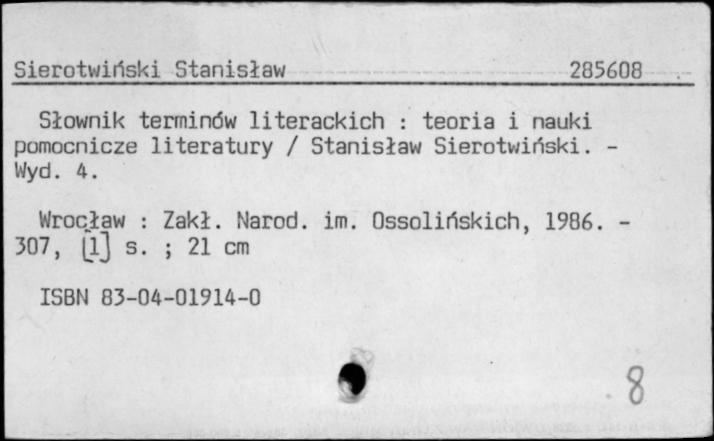 Sierotwiński Stanisław 285608
Słownik terminów literackich : teoria i nauki
pomocnicze literatury / Stanisław Sierotwiński. -
Wyd. 4.
Wrocław : Zakł. Narod. im. Ossolińskich, 1986. -
307, [1] s. ; 21 cm
ISBN 83-04-01914-0
8